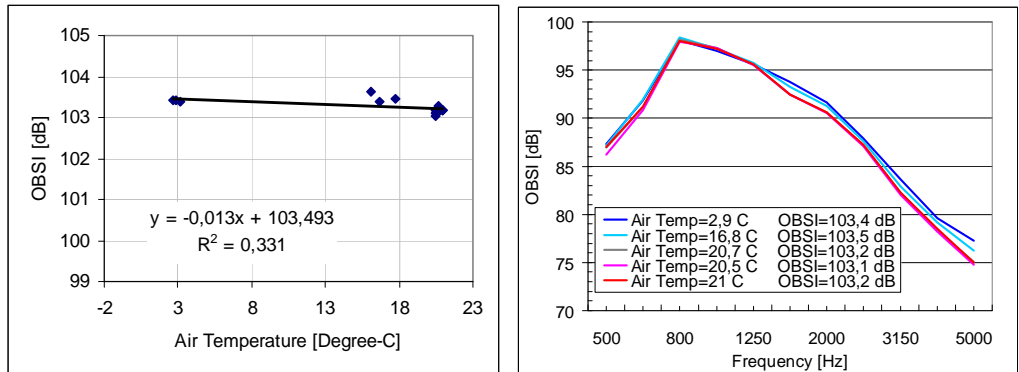 105
104
103
102
101
100
99
OBSI [dB]
y = -0,013x + 103,493
R² = 0,331
-2 3 8 13 18 23
Air Temperature [Degree-C]
100
95
90
85
80
75
70
OBSI [dB]
Air Temp=2,9 C OBSI=103,4 dB
Air Temp=16,8 C OBSI=103,5 dB
Air Temp=20,7 C OBSI=103,2 dB
Air Temp=20,5 C OBSI=103,1 dB
Air Temp=21 C OBSI=103,2 dB
500 800 1250 2000 3150 5000
Frequency [Hz]